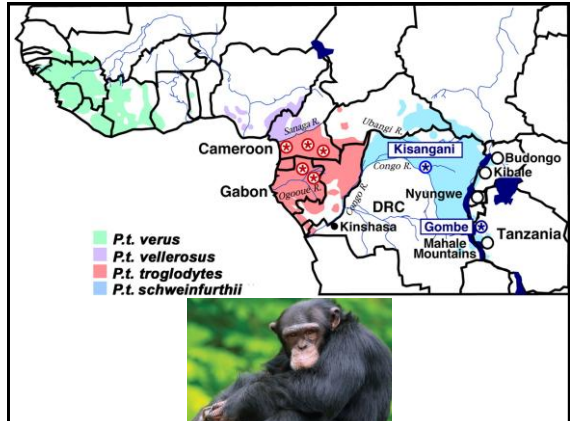 Sanaga R.
Ubangi R.
Cameroon
Kisangani
Budongo
Congo R.
Kibale
Gabon
Ogooue R.
Congo R.
DRC
Nyungwe
Kinshasa
Gombe
Tanzania
Mahale
Mountains
P.t. verus
P.t. vellerosus
P.t. troglodytes
P.t. schweinfurthii